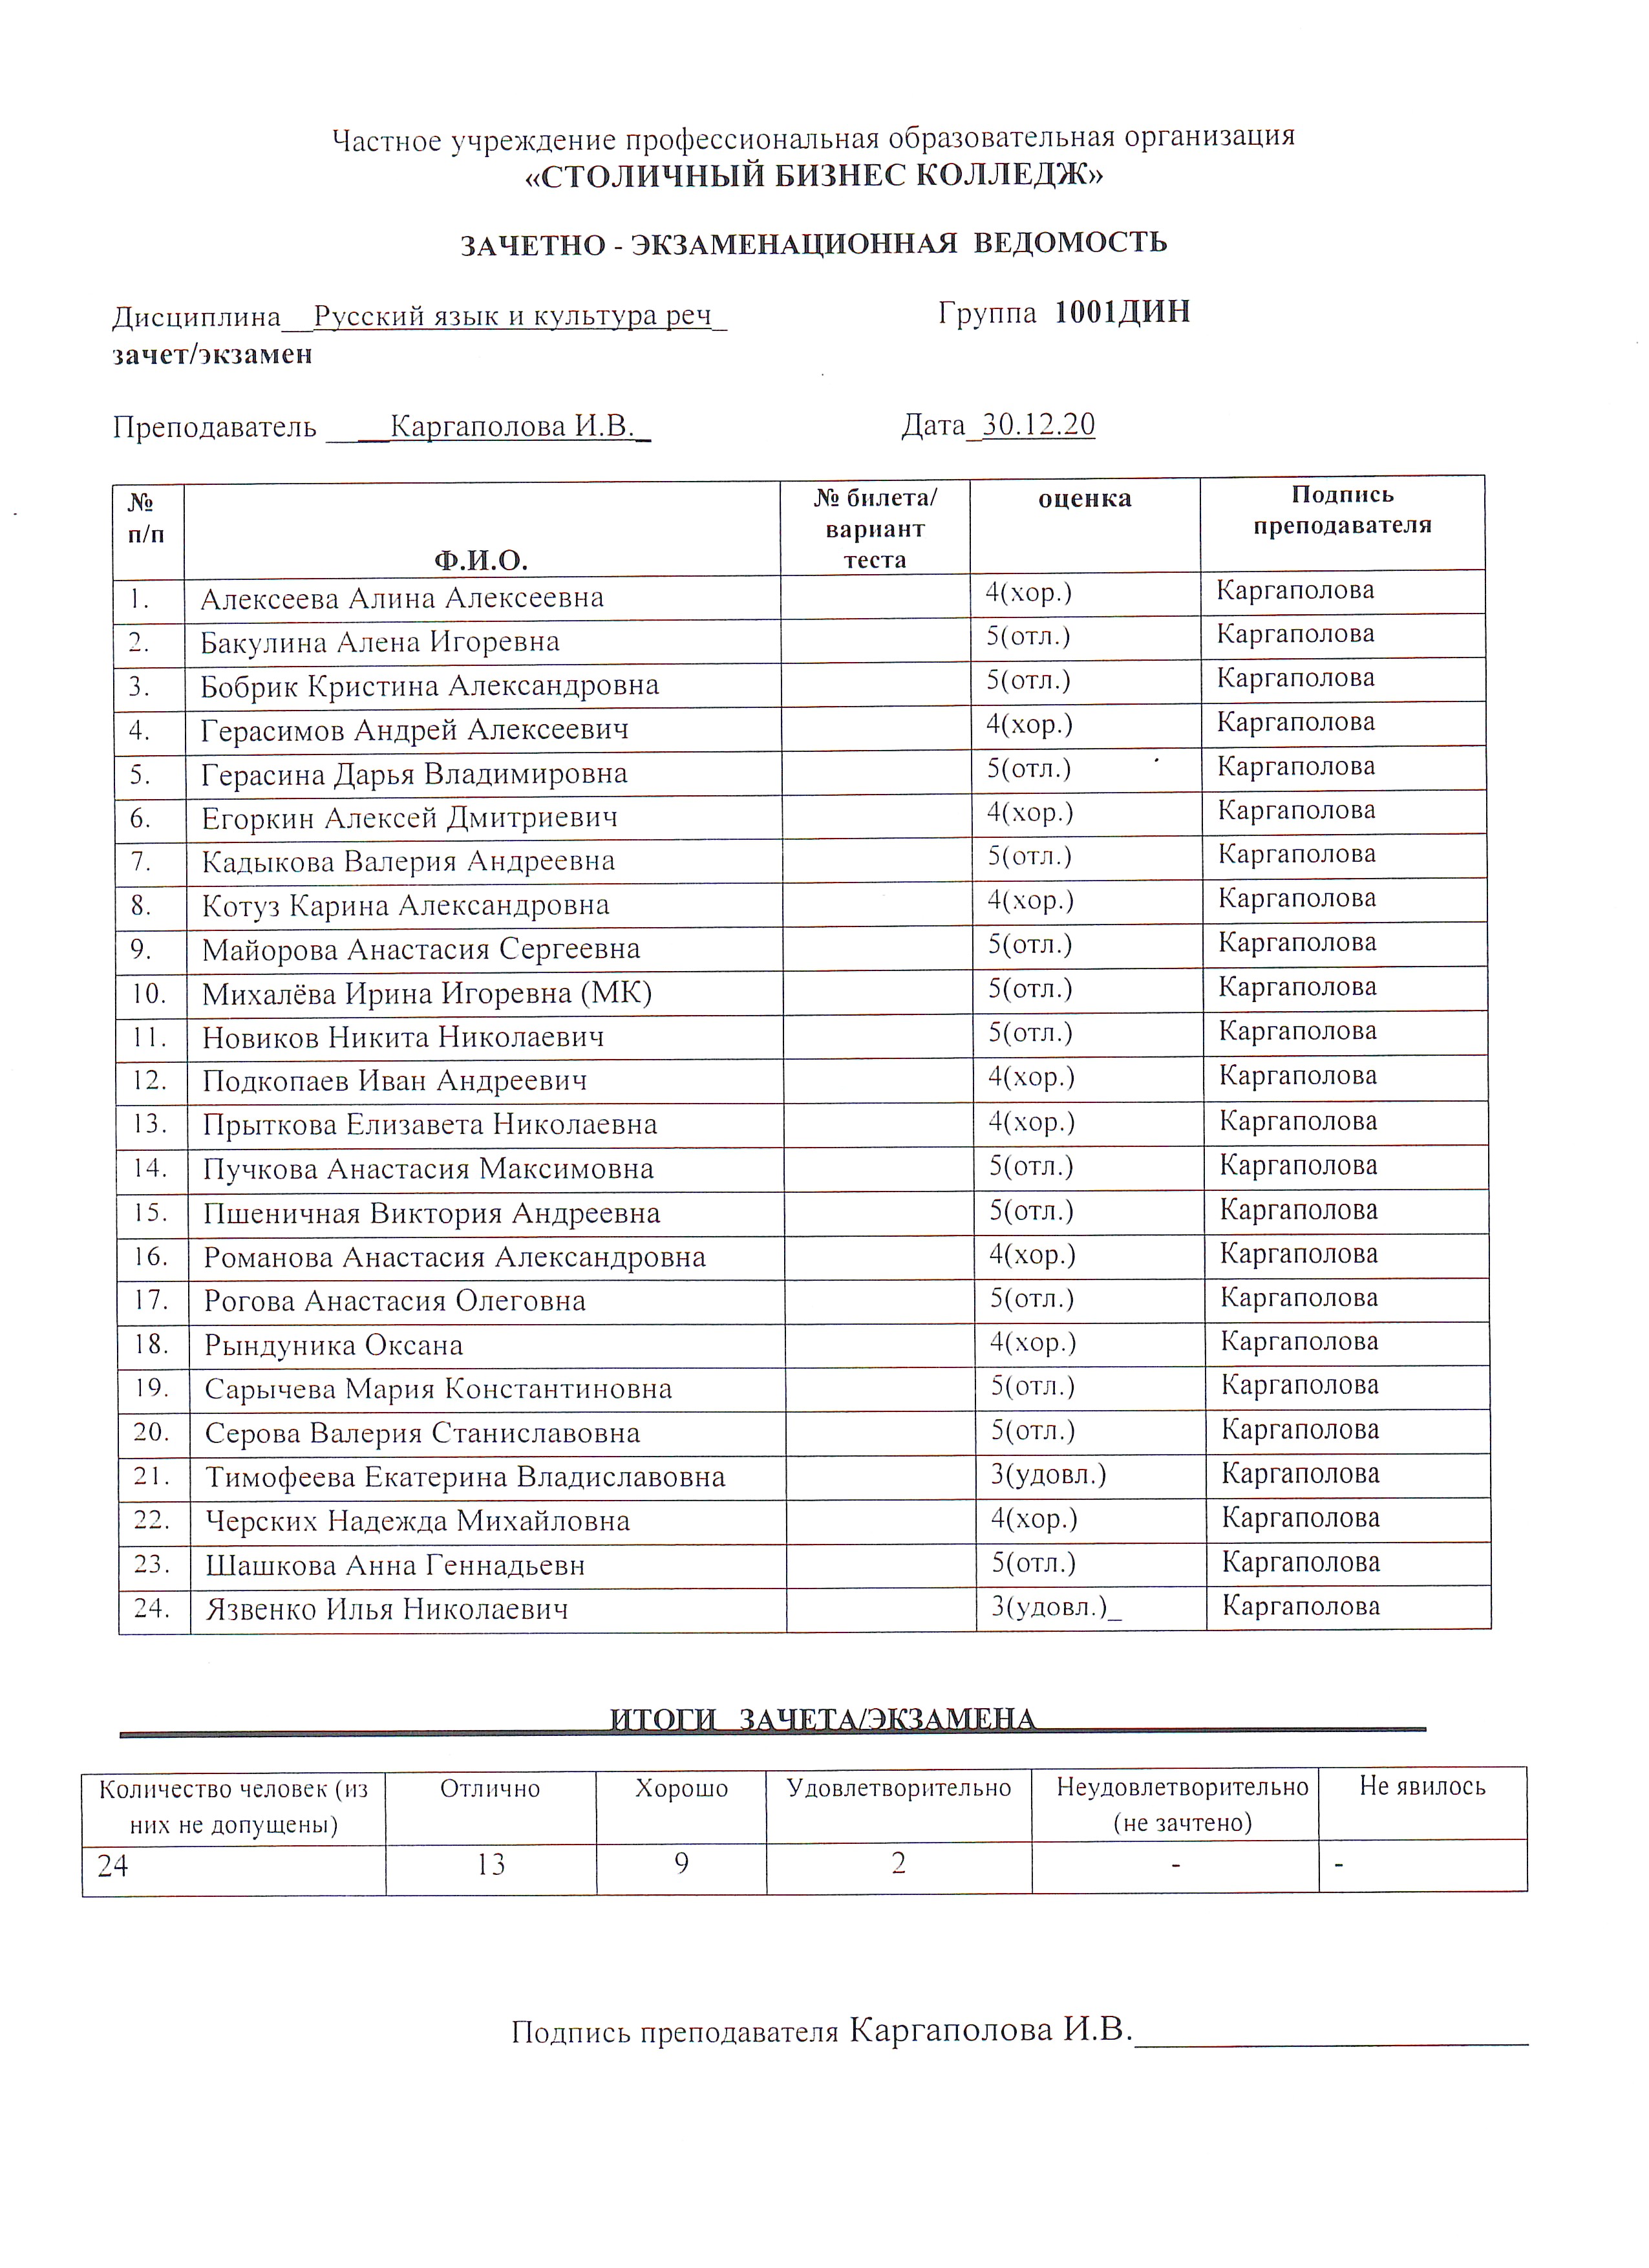 Частное учреждение профессиональная образовательная организация
«СТОЛИЧНЫЙ БИЗНЕС КОЛЛЕДЖ»
ЗАЧЕТНО - ЭКЗАМЕНАЦИОННАЯ ВЕДОМОСТЬ
Дисциплина__Русский язык и культура реч_ Группа 1001ДИН
зачет/экзамен
Преподаватель ____Каргаполова И.В._ Дата_30.12.20
№ п/п Ф.И.О. № билета/ вариант теста оценка Подпись преподавателя
1. Алексеева Алина Алексеевна 4(хор.) Каргаполова
2. Бакулина Алена Игоревна 5(отл.) Каргаполова
3. Бобрик Кристина Александровна 5(отл.) Каргаполова
4. Герасимов Андрей Алексеевич 4(хор.) Каргаполова
5. Герасина Дарья Владимировна 5(отл.) Каргаполова
6. Егоркин Алексей Дмитриевич 4(хор.) Каргаполова
7. Кадыкова Валерия Андреевна 5(отл.) Каргаполова
8. Котуз Карина Александровна 4(хор.) Каргаполова
9. Майорова Анастасия Сергеевна 5(отл.) Каргаполова
10. Михалёва Ирина Игоревна (МК) 5(отл.) Каргаполова
11. Новиков Никита Николаевич 5(отл.) Каргаполова
12. Подкопаев Иван Андреевич 4(хор.) Каргаполова
13. Прыткова Елизавета Николаевна 4(хор.) Каргаполова
14. Пучкова Анастасия Максимовна 5(отл.) Каргаполова
15. Пшеничная Виктория Андреевна 5(отл.) Каргаполова
16. Романова Анастасия Александровна 4(хор.) Каргаполова
17. Рогова Анастасия Олеговна 5(отл.) Каргаполова
18. Рындуника Оксана 4(хор.) Каргаполова
19. Сарычева Мария Константиновна 5(отл.) Каргаполова
20. Серова Валерия Станиславовна 5(отл.) Каргаполова
21. Тимофеева Екатерина Владиславовна 3(удовл.) Каргаполова
22. Черских Надежда Михайловна 4(хор.) Каргаполова
23. Шашкова Анна Геннадьевн 5(отл.) Каргаполова
24. Язвенко Илья Николаевич 3(удовл.)_ Каргаполова
ИТОГИ ЗАЧЕТА/ЭКЗАМЕНА
Количество человек (из них не допущены) Отлично Хорошо Удовлетворительно Неудовлетворительно (не зачтено) Не явилось
24 13 9 2 - -
Подпись преподавателя Каргаполова И.В.